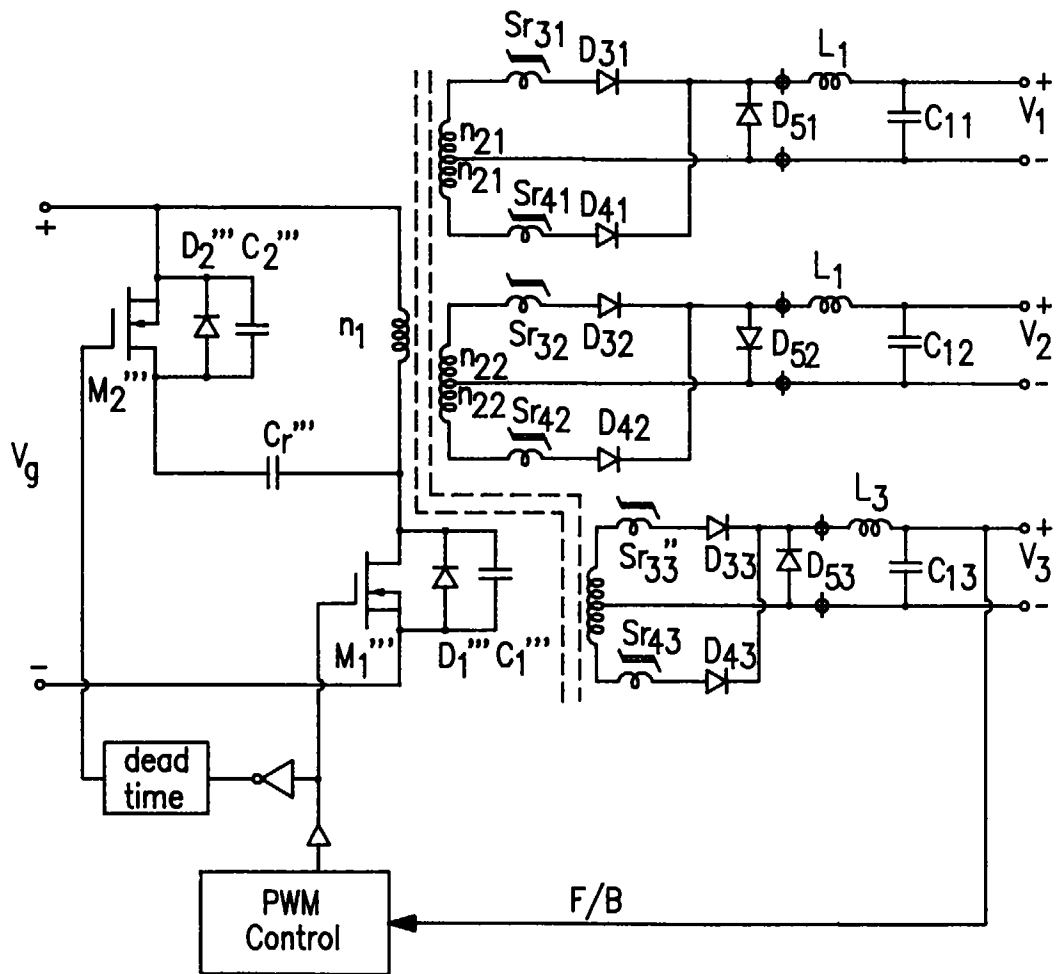 Sr31 D31 L1
n21
n21
D51 C11
+
V1
-
Sr41 D41
+
D2''' C2'''
M2'''
n1
Sr32 D32 L1
n22
n22
D52 C12
+
V2
-
Sr42 D42
Vg
Cr'''
L3
Sr33'' D33 D53 C13
+
V3
-
M1''' D1''' C1'''
Sr43 D43
-
dead
time
F/B
PWM
Control